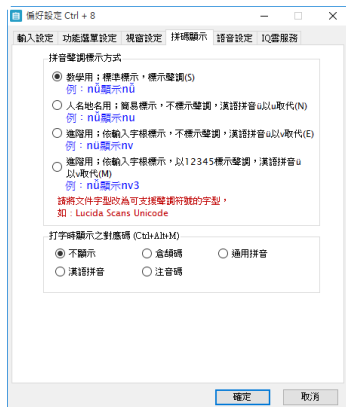 偏好設定 Ctrl + 8
輸入設定 功能選單設定 視窗設定 拼碼顯示 語音設定 IQ雲服務
拼音聲調標示方式
教學用；標準標示，標示聲調(S)
例：nǚ顯示nǚ
人名地名用；簡易標示，不標示聲調，漢語拼音ü以u取代(N)
例：nǚ顯示nu
進階用；依輸入字根標示，不標示聲調，漢語拼音ü以v取代(E)
例：nǚ顯示nv
進階用；依輸入字根標示，以12345標示聲調，漢語拼音ü
以v取代(M)
例：nǚ顯示nv3
請將文件字型改為可支援聲調符號的字型，
如：Lucida Scans Unicode
打字時顯示之對應碼 (Ctrl+Alt+M)
不顯示 倉頡碼 通用拼音
漢語拼音 注音碼
確定 取消